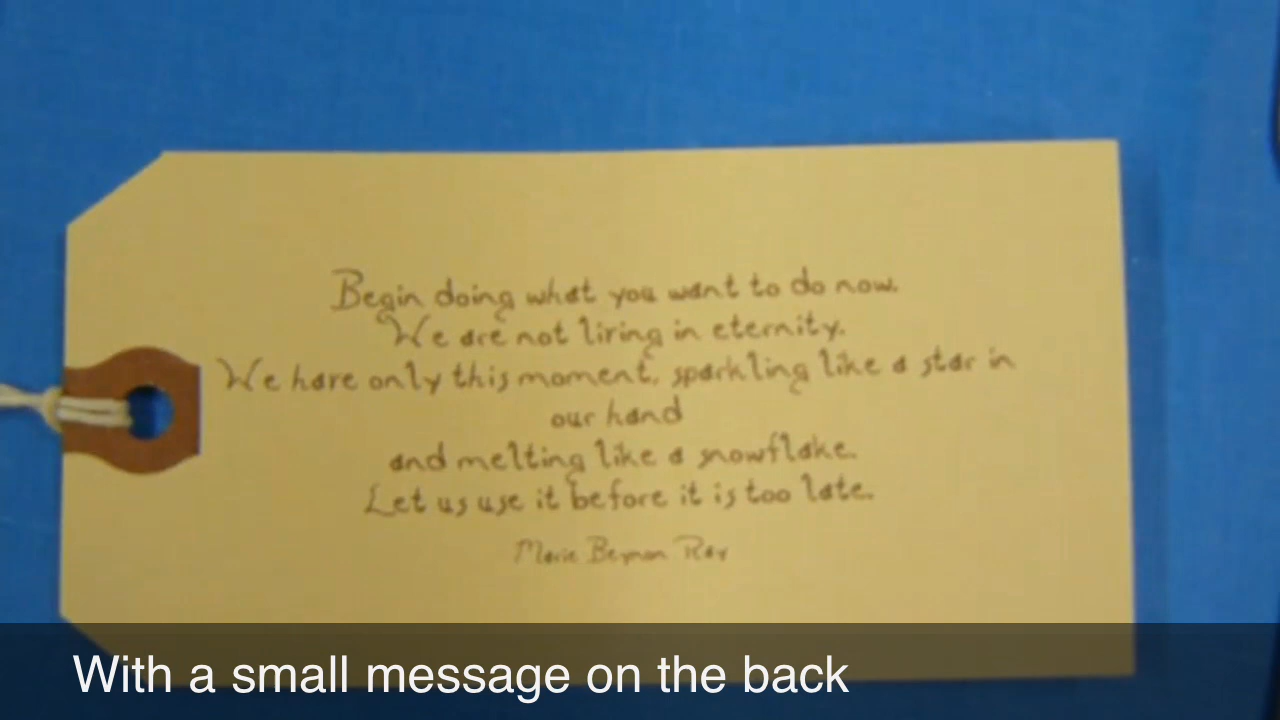 Begin doing what you want to do now.
We are not living in eternity.
We have only this moment, sparkling like a star in
our hand
and melting like a snowflake.
Let us use it before it is too late.
Marie Beynon Ray
With a small message on the back